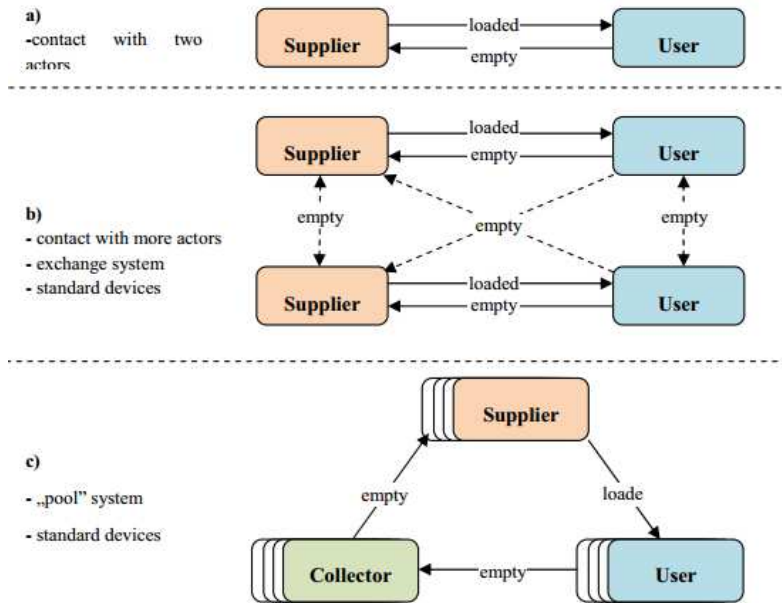 a)
-contact with two
actors
Supplier
loaded
empty
User
Supplier
loaded
empty
User
empty
empty
empty
b)
- contact with more actors
- exchange system
- standard devices
Supplier
loaded
empty
User
c)
- „pool” system
- standard devices
Supplier
empty
loade
Collector
empty
User